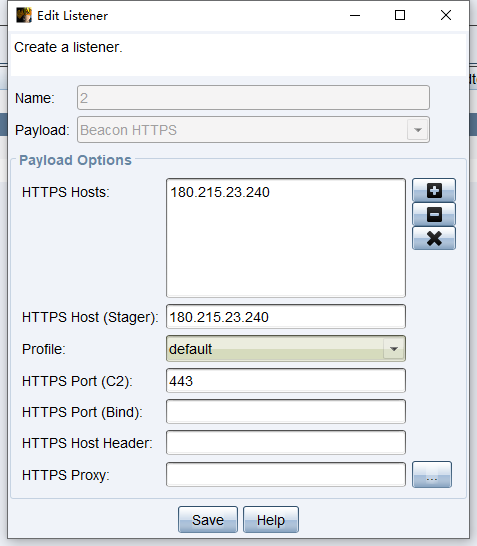 Edit Listener
Create a listener.
Name: 2
Payload: Beacon HTTPS
Payload Options
HTTPS Hosts: 180.215.23.240
HTTPS Host (Stager): 180.215.23.240
Profile: default
HTTPS Port (C2): 443
HTTPS Port (Bind):
HTTPS Host Header:
HTTPS Proxy: ...
Save Help